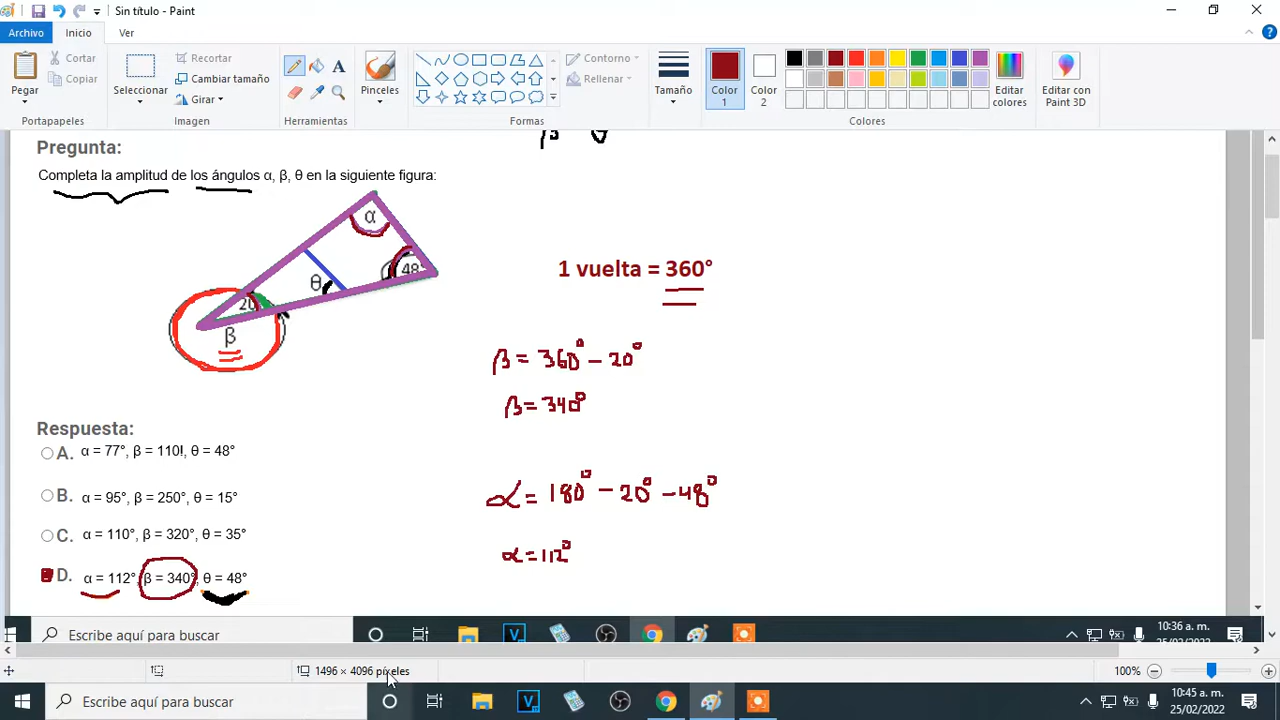 Sin título - Paint
Archivo
Inicio
Ver
Pegar
Cortar
Copiar
Portapapeles
Seleccionar
Recortar
Cambiar tamaño
Girar
Imagen
A
Herramientas
Pinceles
Formas
Contorno
Rellenar
Tamaño
Color
1
Color
2
Colores
Editar
colores
Editar con
Paint 3D
β θ
Pregunta:
Completa la amplitud de los ángulos α, β, θ en la siguiente figura:
α
48°
θ
20
β
1 vuelta = 360°
β = 360° - 20°
β = 340°
α = 180° - 20° - 48°
α = 112°
Respuesta:
A. α = 77°, β = 110l, θ = 48°
B. α = 95°, β = 250°, θ = 15°
C. α = 110°, β = 320°, θ = 35°
D. α = 112°, β = 340°, θ = 48°
Escribe aquí para buscar
10:36 a. m.
25/02/2022
1496 × 4096 píxeles
100%
Escribe aquí para buscar
10:45 a. m.
25/02/2022